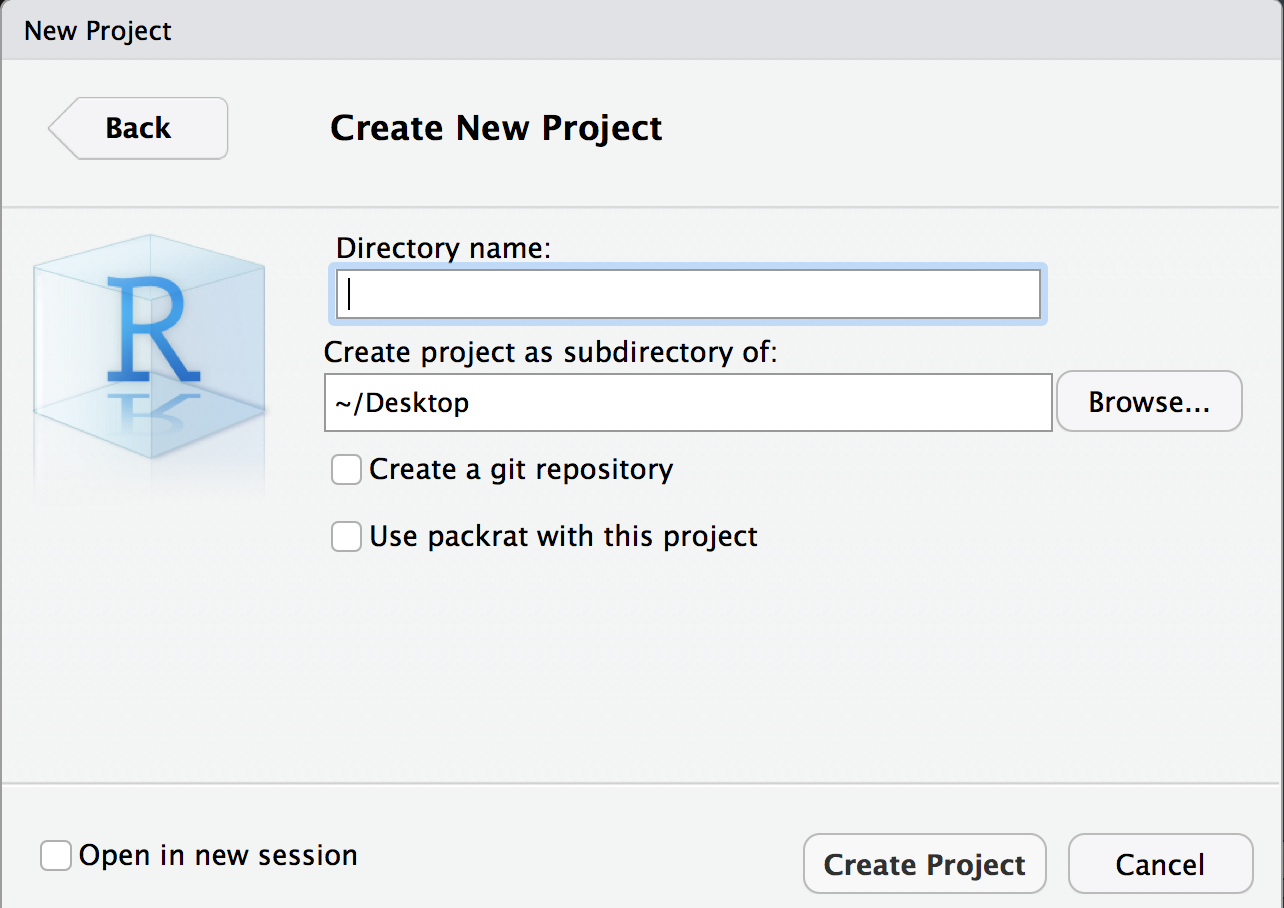 New Project
Back
Create New Project
R
Directory name:
Create project as subdirectory of:
~/Desktop
Browse...
Create a git repository
Use packrat with this project
Open in new session
Create Project
Cancel